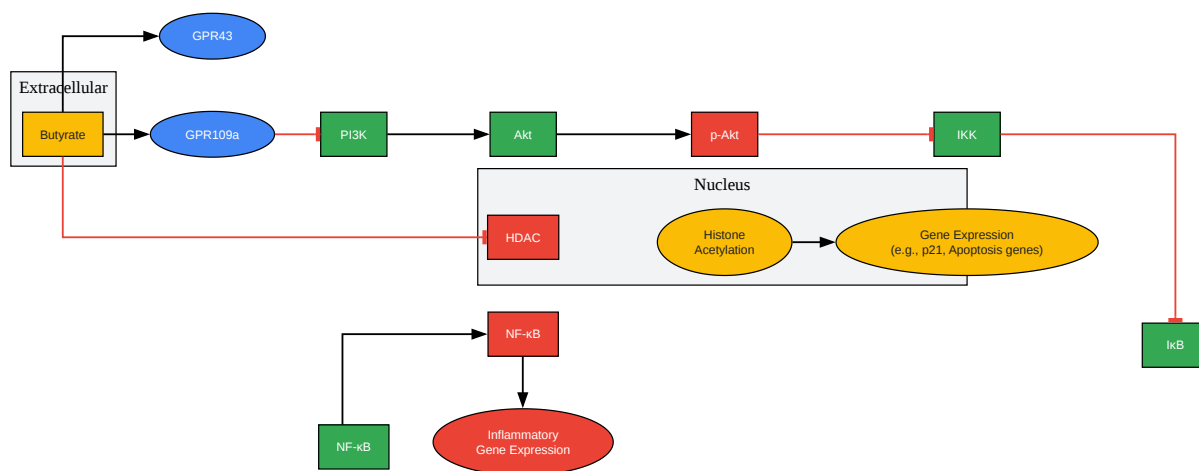 GPR43
Extracellular
Butyrate
GPR109a
PI3K
Akt
p-Akt
IKK
Nucleus
HDAC
Histone
Acetylation
Gene Expression
(e.g., p21, Apoptosis genes)
NF-κB
IκB
NF-κB
Inflammatory
Gene Expression